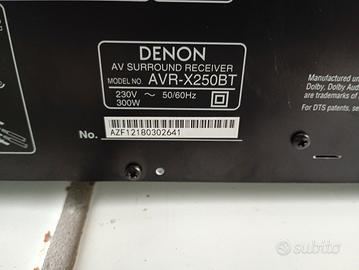 DENON
AV SURROUND RECEIVER
MODEL NO. AVR-X250BT
230V ~ 50/60Hz
300W
No. AZF12180302641
Manufactured un
Dolby, Dolby Aud
are trademarks of
For DTS patents, se
subito